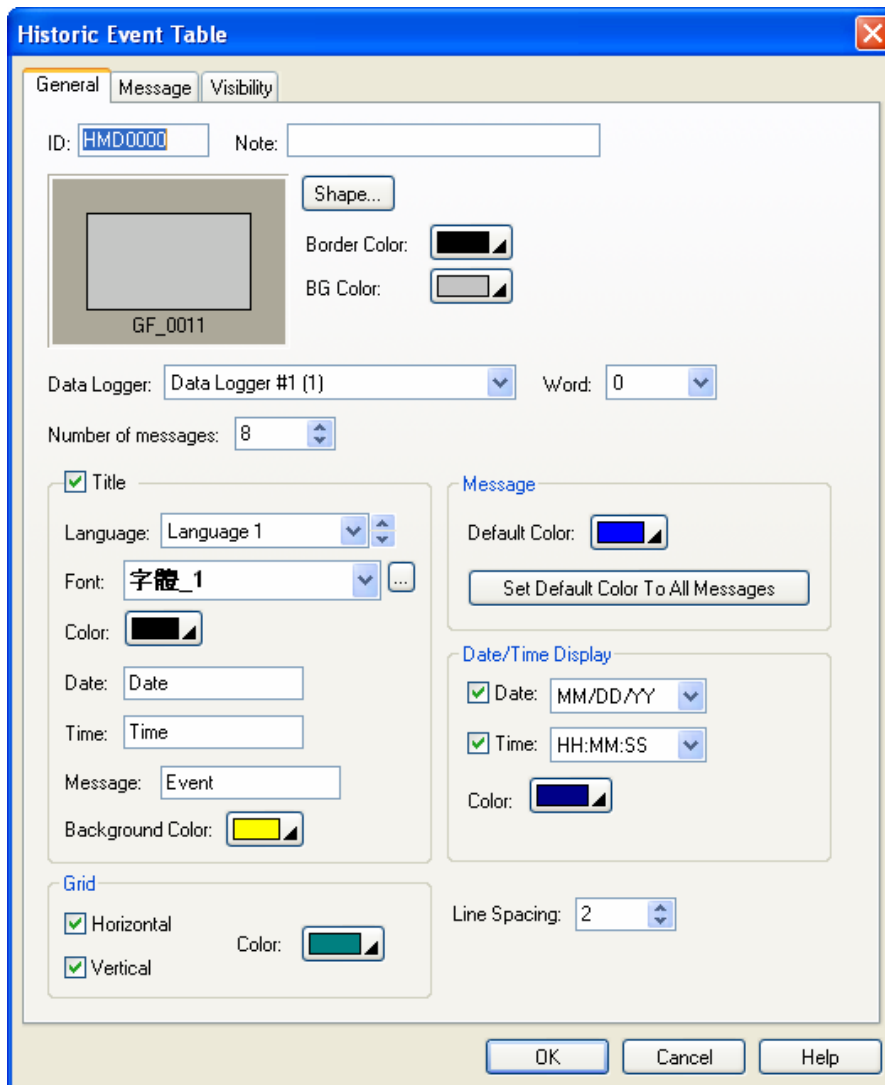 Historic Event Table
General Message Visibility
ID: HMD0000 Note:
Shape...
Border Color:
BG Color:
GF_0011
Data Logger: Data Logger #1 (1) Word: 0
Number of messages: 8
Title
Language: Language 1
Font: 字體_1 ...
Color:
Date: Date
Time: Time
Message: Event
Background Color:
Message
Default Color:
Set Default Color To All Messages
Date/Time Display
Date: MM/DD/YY
Time: HH:MM:SS
Color:
Grid
Horizontal
Vertical
Color:
Line Spacing: 2
OK Cancel Help